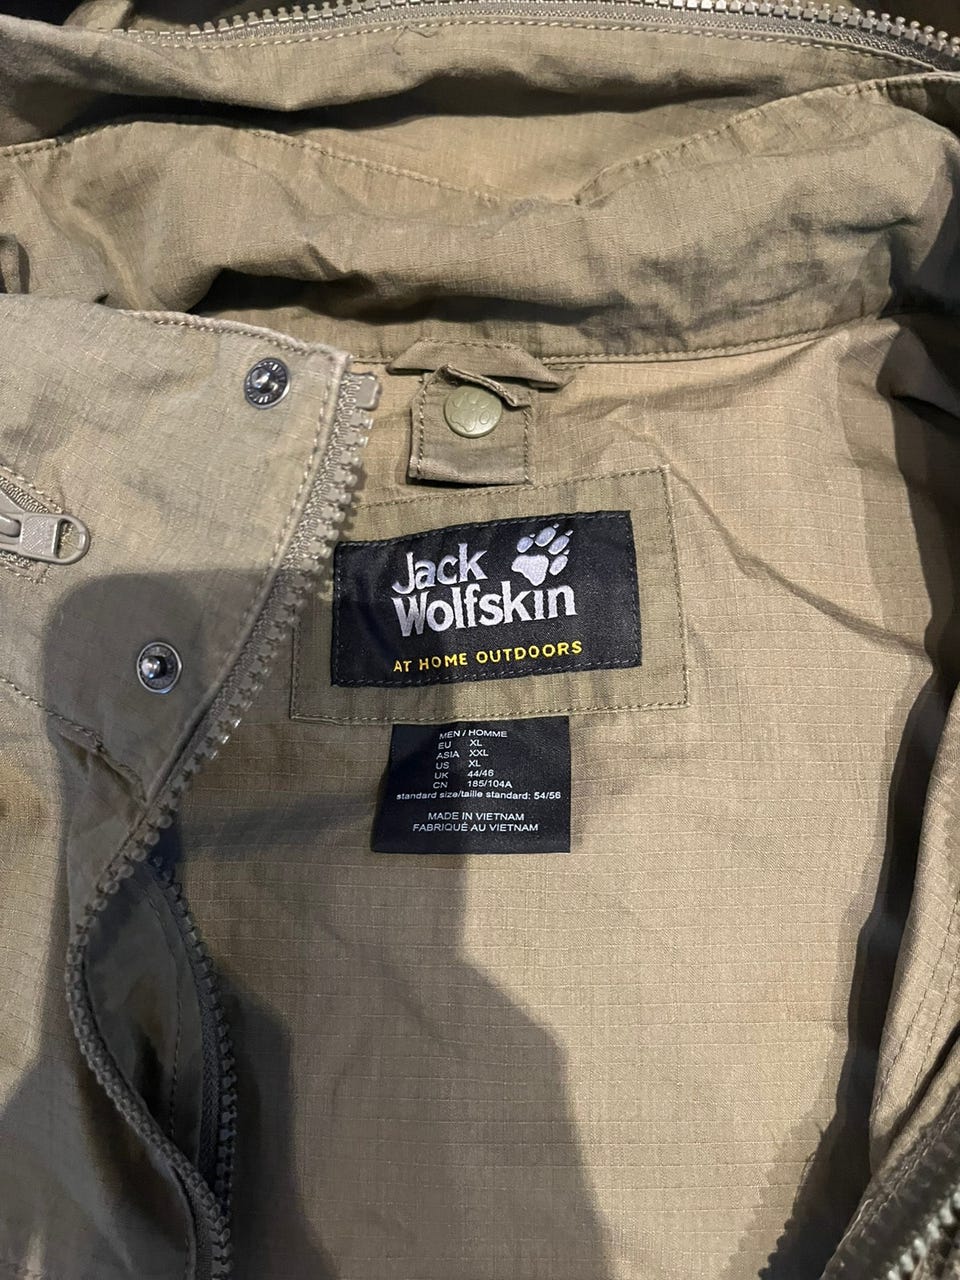 Jack
Wolfskin
AT HOME OUTDOORS
MEN / HOMME
EU XL
ASIA XXL
US XL
UK 44/46
CN 185/104A
standard size/taille standard: 54/56
MADE IN VIETNAM
FABRIQUÉ AU VIETNAM